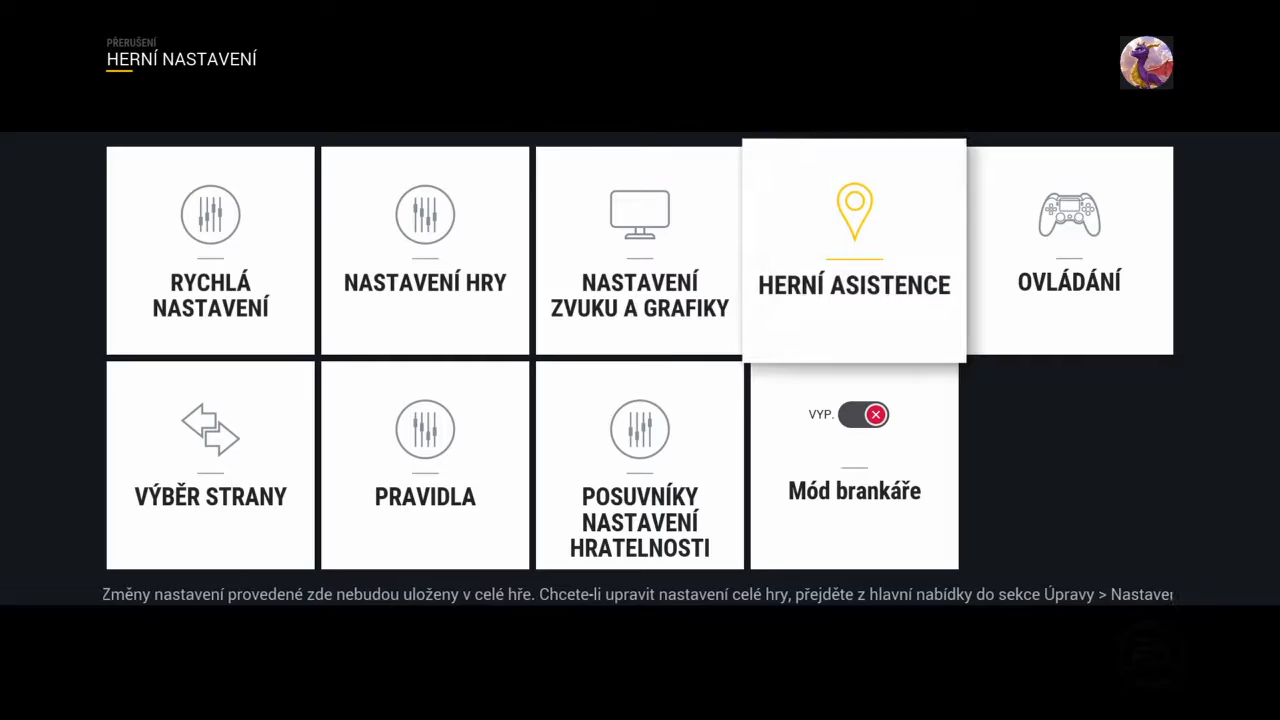 PŘERUŠENÍ
HERNÍ NASTAVENÍ
RYCHLÁ
NASTAVENÍ
NASTAVENÍ HRY
NASTAVENÍ
ZVUKU A GRAFIKY
HERNÍ ASISTENCE
OVLÁDÁNÍ
VÝBĚR STRANY
PRAVIDLA
POSUVNÍKY
NASTAVENÍ
HRATELNOSTI
VYP.
Mód brankáře
Změny nastavení provedené zde nebudou uloženy v celé hře. Chcete-li upravit nastavení celé hry, přejděte z hlavní nabídky do sekce Úpravy > Nastaver